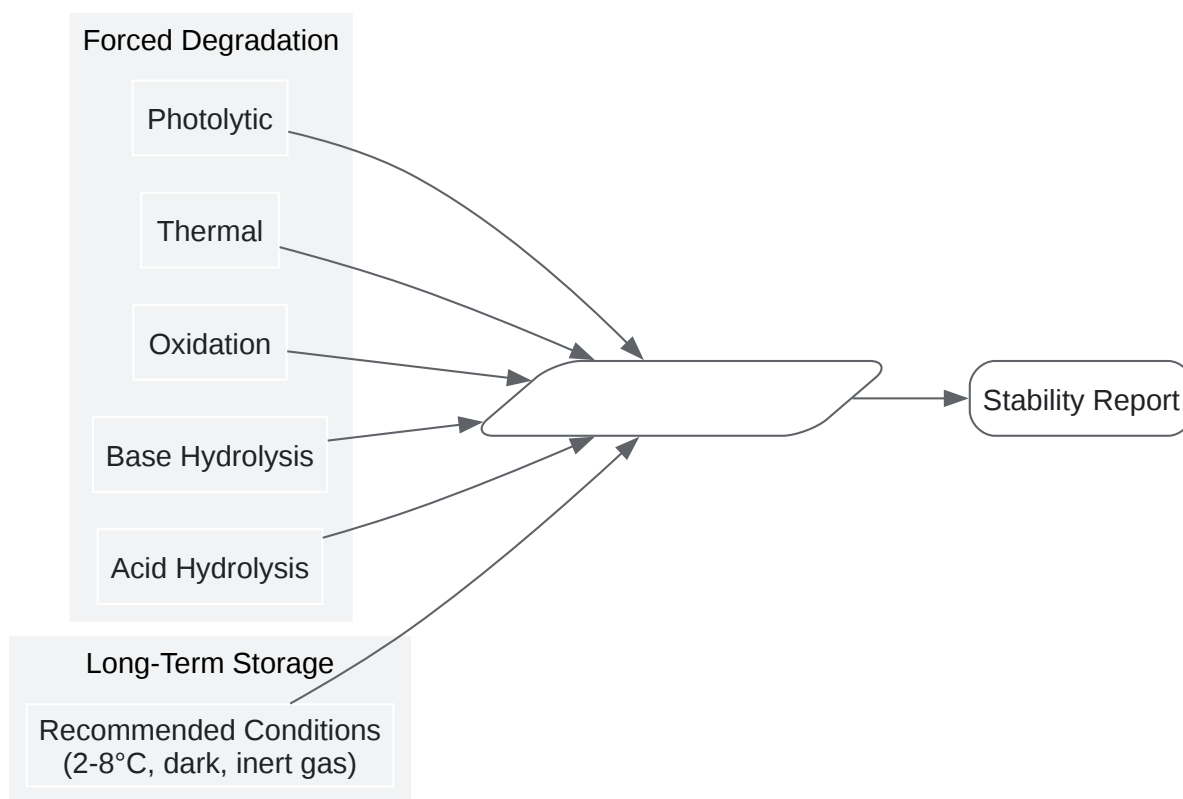 Forced Degradation
Photolytic
Thermal
Oxidation
Base Hydrolysis
Acid Hydrolysis
Long-Term Storage
Recommended Conditions
(2-8°C, dark, inert gas)
Stability Report